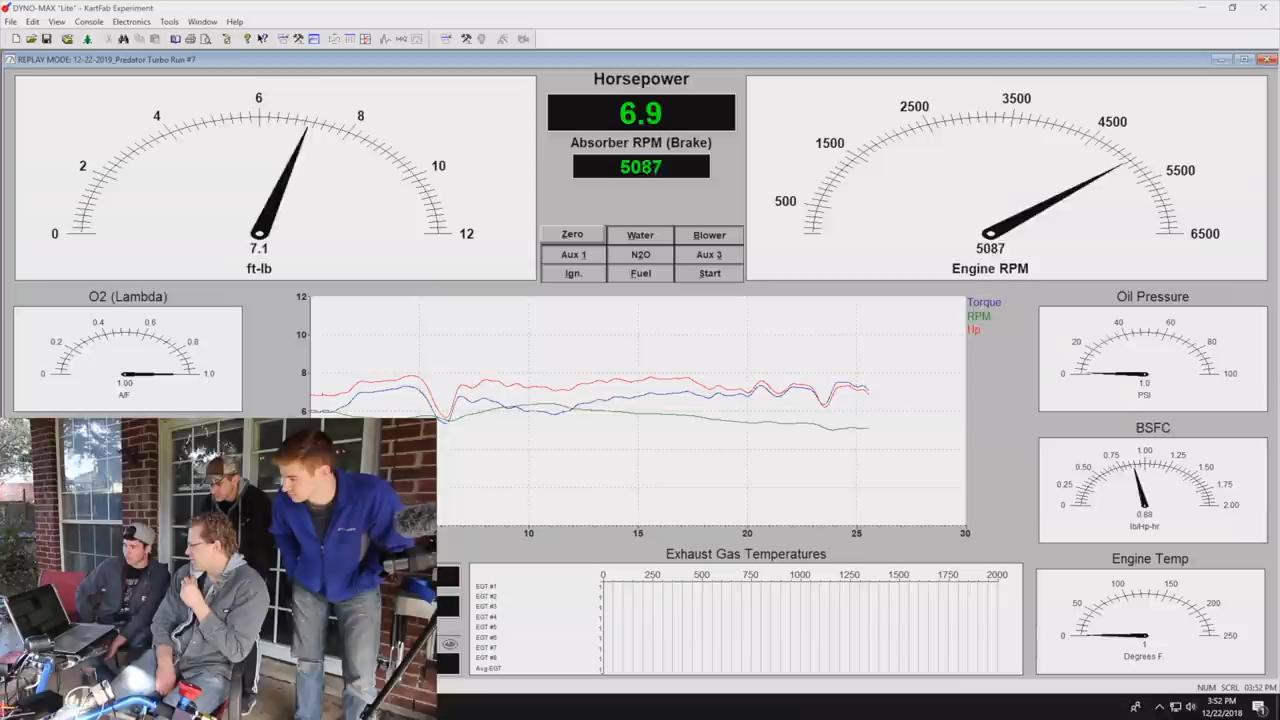 DYNO-MAX "Lite" - KartFab Experiment
File Edit View Console Electronics Tools Window Help
REPLAY MODE: 12-22-2019_Predator Turbo Run #7
0 2 4 6 8 10 12
7.1
ft-lb
Horsepower
6.9
Absorber RPM (Brake)
5087
Zero Water Blower
Aux 1 N2O Aux 3
Ign. Fuel Start
500 1500 2500 3500 4500 5500 6500
5087
Engine RPM
O2 (Lambda)
0 0.2 0.4 0.6 0.8 1.0
1.00
A/F
12
10
8
6
10 15 20 25 30
Torque
RPM
Hp
Oil Pressure
0 20 40 60 80 100
1.0
PSI
BSFC
0 0.25 0.50 0.75 1.00 1.25 1.50 1.75 2.00
0.88
lb/Hp-hr
Exhaust Gas Temperatures
0 250 500 750 1000 1250 1500 1750 2000
EGT #1 1
EGT #2 1
EGT #3 1
EGT #4 1
EGT #5 1
EGT #6 1
EGT #7 1
EGT #8 1
Avg-EGT 1
Engine Temp
0 50 100 150 200 250
1
Degrees F.
NUM SCRL 03:52 PM
3:52 PM
12/22/2018